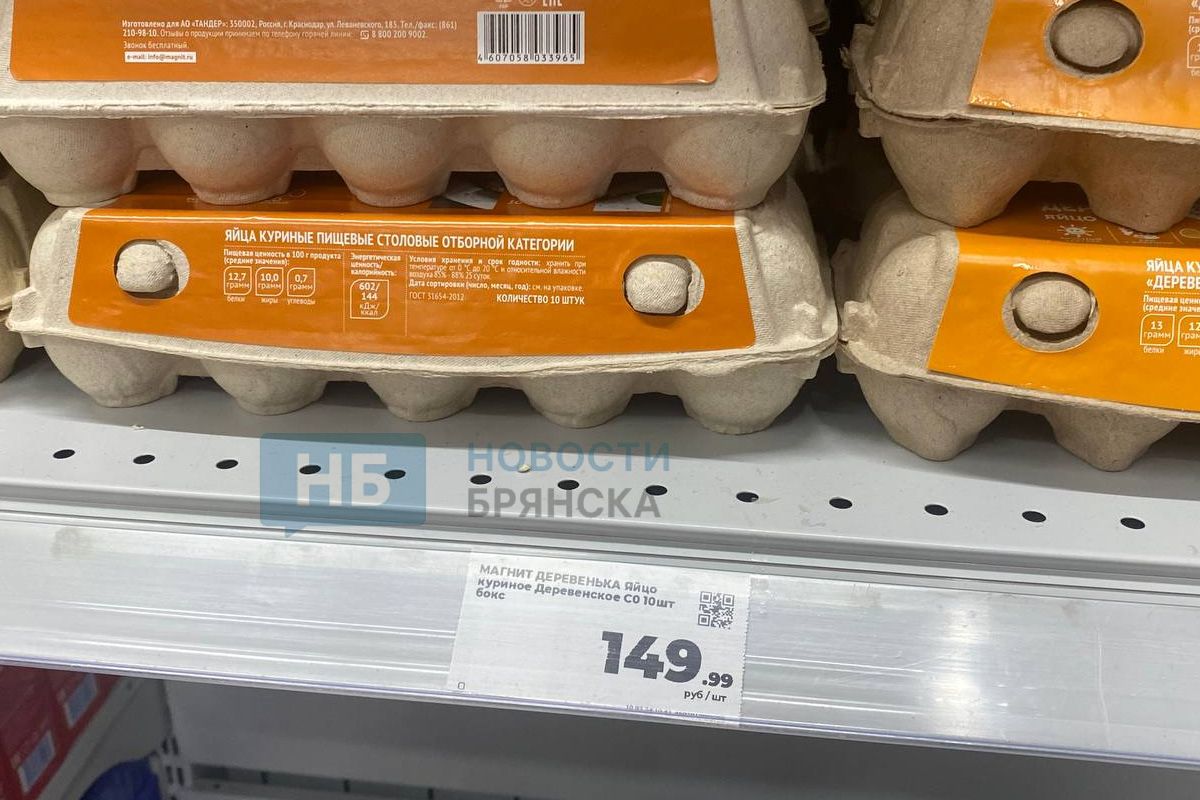 Изготовлено для АО «ТАНДЕР»: 350002, Россия, г. Краснодар, ул. Леваневского, 185. Тел./факс: (861)
210-98-10. Отзывы о продукции принимаем по телефону горячей линии: 8 800 200 9002.
Звонок бесплатный.
e-mail: info@magnit.ru
4 607058 033965
ЯЙЦА КУРИНЫЕ ПИЩЕВЫЕ СТОЛОВЫЕ ОТБОРНОЙ КАТЕГОРИИ
Пищевая ценность в 100 г продукта
(средние значения):
12,7 грамм белки
10,0 грамм жиры
0,7 грамм углеводы
Энергетическая
ценность/
калорийность:
602/
144
кДж/
ккал
Условия хранения и срок годности: хранить при
температуре от 0 °С до 20 °С и относительной влажности
воздуха 85% - 88% 25 суток.
Дата сортировки (число, месяц, год): см. на упаковке.
ГОСТ 31654-2012
КОЛИЧЕСТВО 10 ШТУК
ЯЙЦА КУ
«ДЕРЕВЕ
Пищевая цен
(средние знач
13
грамм
белки
НБ
НОВОСТИ
БРЯНСКА
МАГНИТ ДЕРЕВЕНЬКА Яйцо
куриное Деревенское С0 10шт
бокс
149.99
руб/шт